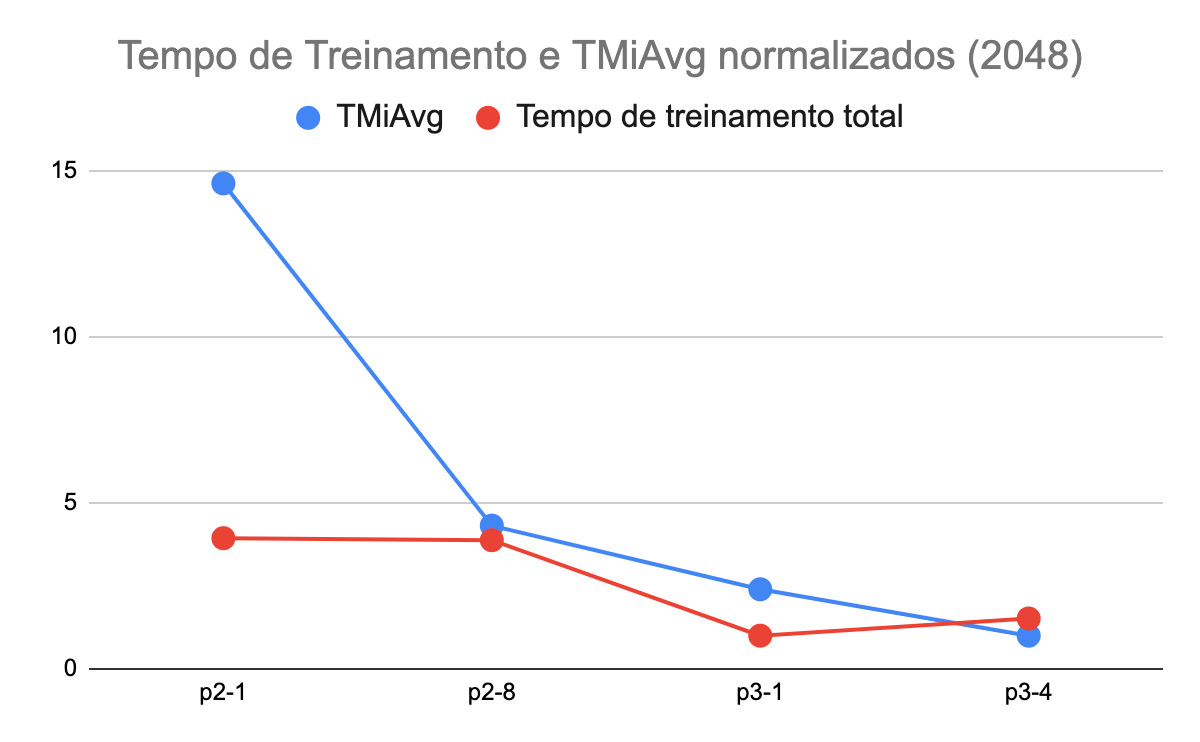 Tempo de Treinamento e TMiAvg normalizados (2048)
TMiAvg Tempo de treinamento total
15
10
5
0
p2-1 p2-8 p3-1 p3-4